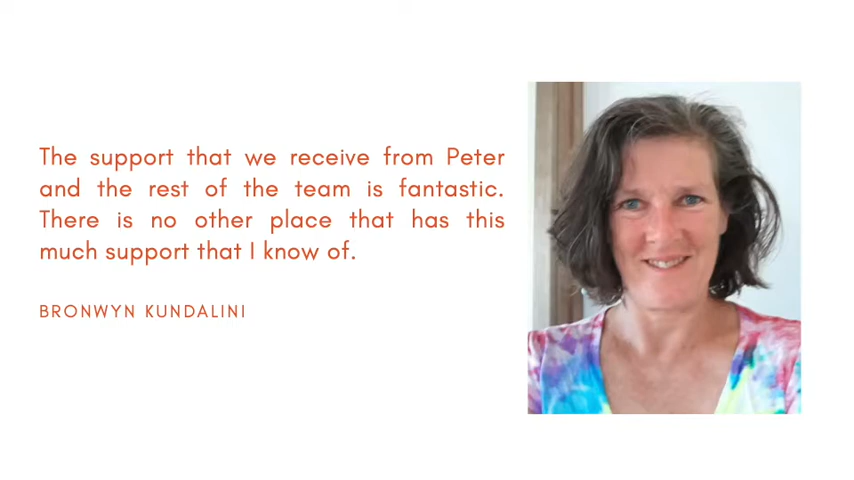 The support that we receive from Peter
and the rest of the team is fantastic.
There is no other place that has this
much support that I know of.
BRONWYN KUNDALINI